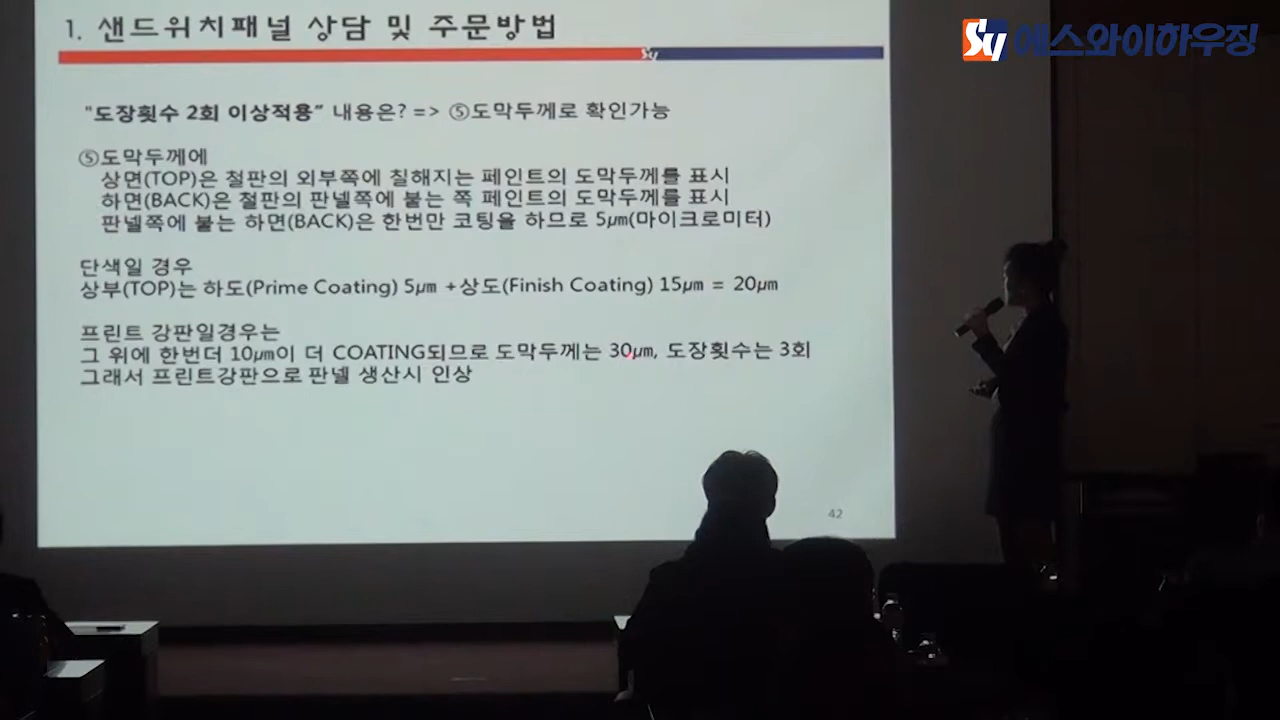 1. 샌드위치패널 상담 및 주문방법
SY
SY 에스와이하우징
"도장횟수 2회 이상적용” 내용은? => ⑤도막두께로 확인가능
⑤도막두께에
상면(TOP)은 철판의 외부쪽에 칠해지는 페인트의 도막두께를 표시
하면(BACK)은 철판의 판넬쪽에 붙는 쪽 페인트의 도막두께를 표시
판넬쪽에 붙는 하면(BACK)은 한번만 코팅을 하므로 5㎛(마이크로미터)
단색일 경우
상부(TOP)는 하도(Prime Coating) 5㎛ +상도(Finish Coating) 15㎛ = 20㎛
프린트 강판일경우는
그 위에 한번더 10㎛이 더 COATING되므로 도막두께는 30㎛, 도장횟수는 3회
그래서 프린트강판으로 판넬 생산시 인상
42